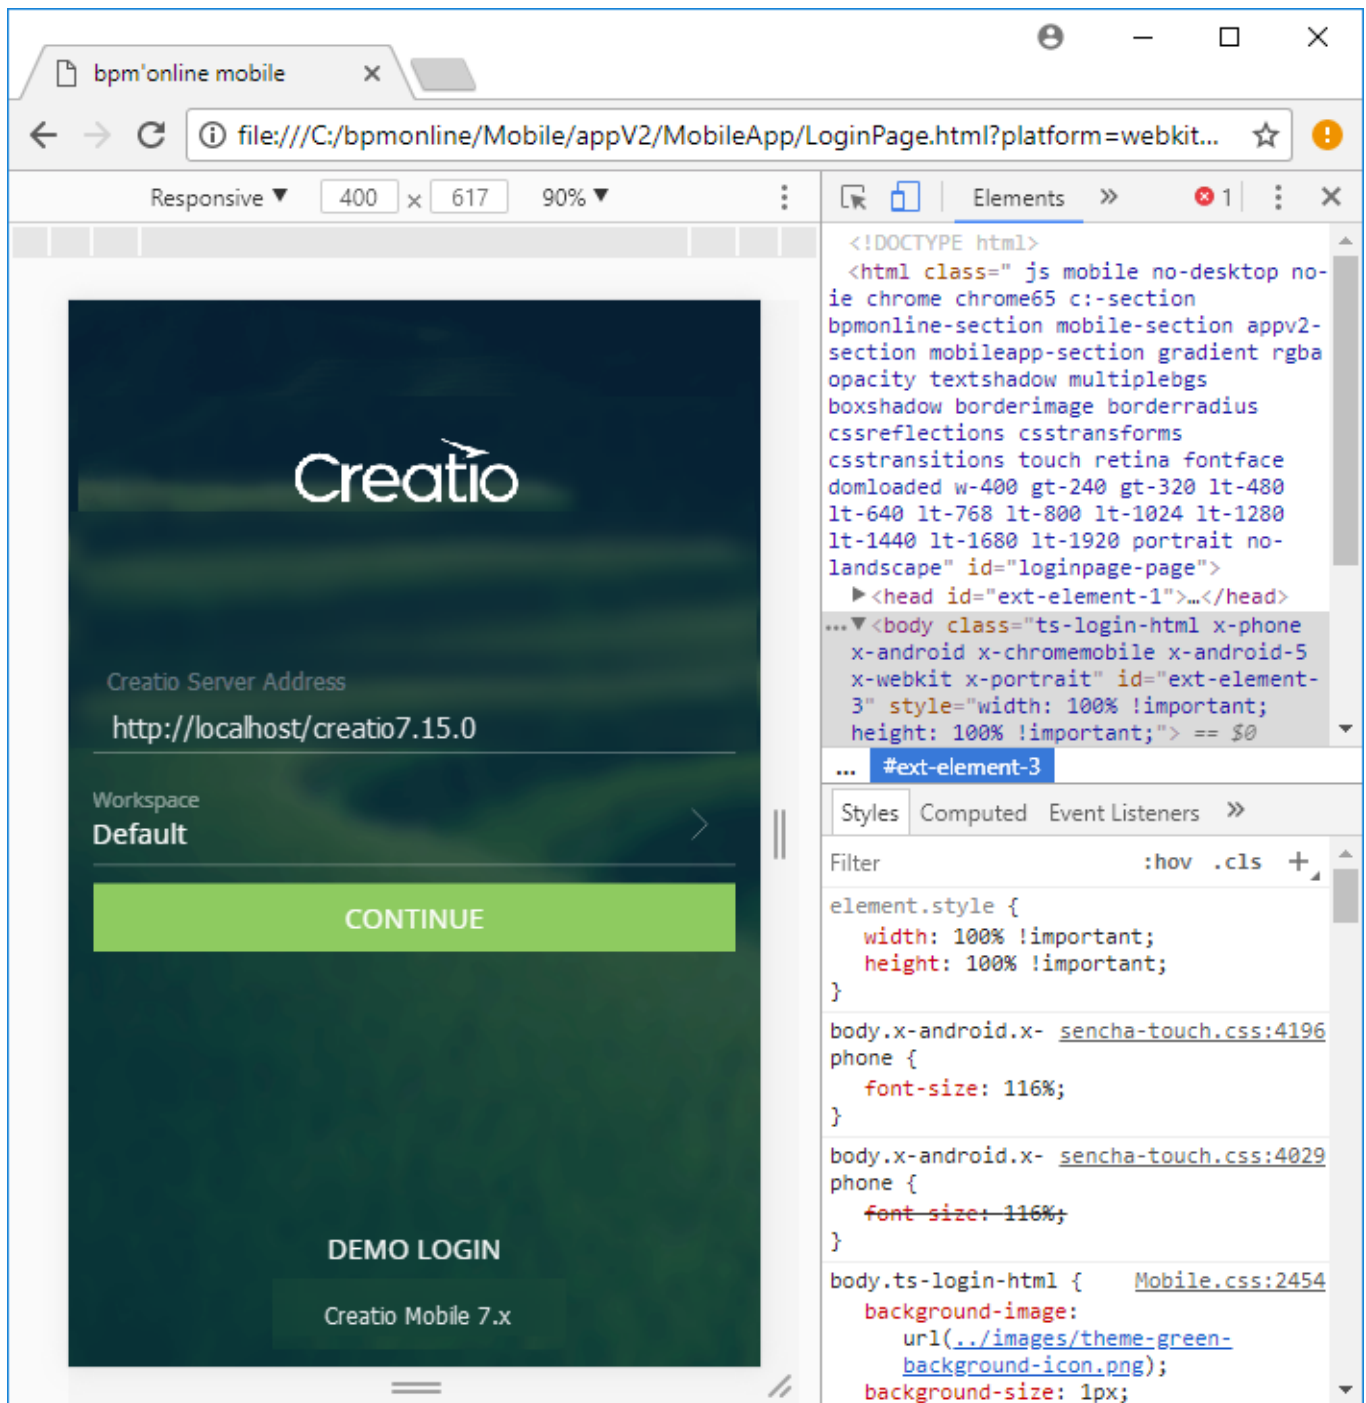 bpm'online mobile
file:///C:/bpmonline/Mobile/appV2/MobileApp/LoginPage.html?platform=webkit...
Responsive ▼ 400 × 617 90% ▼
Creatio
Creatio Server Address
http://localhost/creatio7.15.0
Workspace
Default
CONTINUE
DEMO LOGIN
Creatio Mobile 7.x
Elements » 1
<!DOCTYPE html>
<html class=" js mobile no-desktop no-
ie chrome chrome65 c:-section
bpmonline-section mobile-section appv2-
section mobileapp-section gradient rgba
opacity textshadow multiplebgs
boxshadow borderimage borderradius
cssreflections csstransforms
csstransitions touch retina fontface
domloaded w-400 gt-240 gt-320 lt-480
lt-640 lt-768 lt-800 lt-1024 lt-1280
lt-1440 lt-1680 lt-1920 portrait no-
landscape" id="loginpage-page">
▶<head id="ext-element-1">…</head>
...▼<body class="ts-login-html x-phone
x-android x-chromemobile x-android-5
x-webkit x-portrait" id="ext-element-
3" style="width: 100% !important;
height: 100% !important;"> == $0
... #ext-element-3
Styles Computed Event Listeners »
Filter :hov .cls +
element.style {
width: 100% !important;
height: 100% !important;
}
body.x-android.x- sencha-touch.css:4196
phone {
font-size: 116%;
}
body.x-android.x- sencha-touch.css:4029
phone {
font-size: 116%;
}
body.ts-login-html { Mobile.css:2454
background-image:
url(../images/theme-green-
background-icon.png);
background-size: 1px;